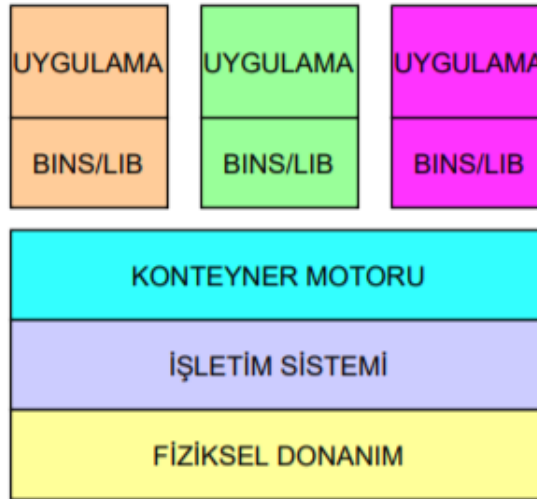 UYGULAMA UYGULAMA UYGULAMA
BINS/LIB BINS/LIB BINS/LIB
KONTEYNER MOTORU
İŞLETİM SİSTEMİ
FİZİKSEL DONANIM